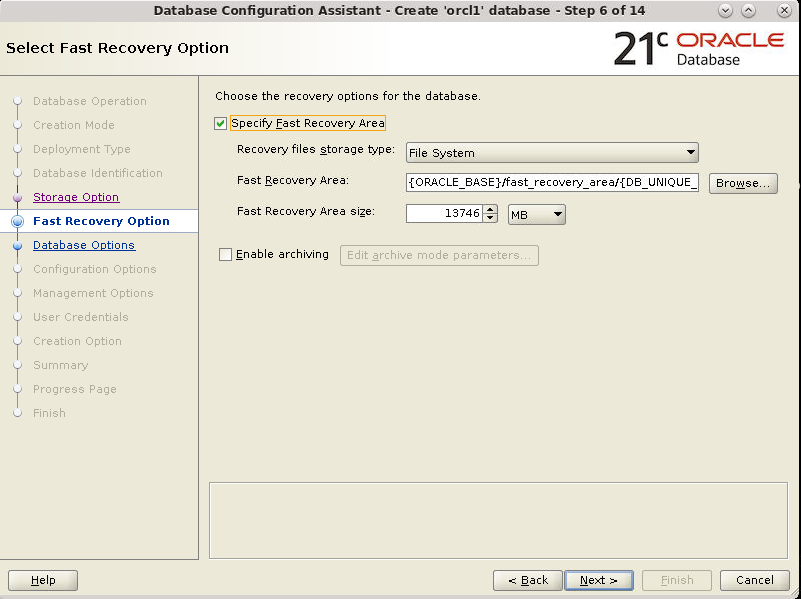 Database Configuration Assistant - Create 'orcl1' database - Step 6 of 14
Select Fast Recovery Option
21c ORACLE
Database
Database Operation
Creation Mode
Deployment Type
Database Identification
Storage Option
Fast Recovery Option
Database Options
Configuration Options
Management Options
User Credentials
Creation Option
Summary
Progress Page
Finish
Choose the recovery options for the database.
Specify Fast Recovery Area
Recovery files storage type: File System
Fast Recovery Area: {ORACLE_BASE}/fast_recovery_area/{DB_UNIQUE_ Browse...
Fast Recovery Area size: 13746 MB
Enable archiving Edit archive mode parameters...
Help < Back Next > Finish Cancel